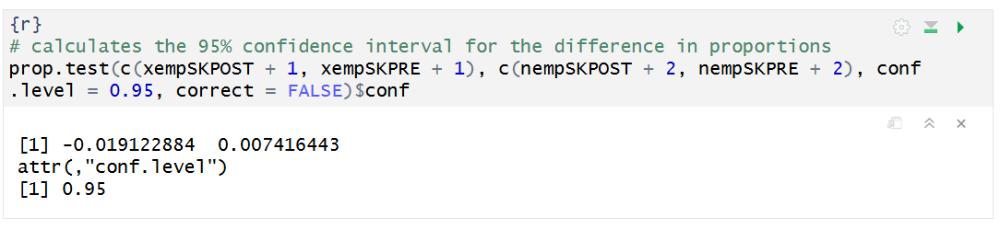 {r}
# calculates the 95% confidence interval for the difference in proportions
prop.test(c(xempSKPOST + 1, xempSKPRE + 1), c(nempSKPOST + 2, nempSKPRE + 2), conf
.level = 0.95, correct = FALSE)$conf
[1] -0.019122884  0.007416443
attr(,"conf.level")
[1] 0.95